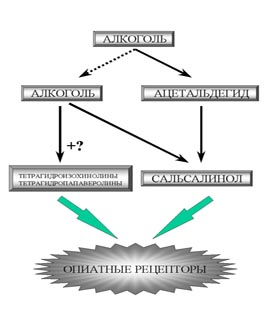 АЛКОГОЛЬ
АЛКОГОЛЬ
АЦЕТАЛЬДЕГИД
+?
ТЕТРАГИДРОИЗОХИНОЛИНЫ
ТЕТРАГИДРОПАПАВЕРОЛИНЫ
САЛЬСАЛИНОЛ
ОПИАТНЫЕ РЕЦЕПТОРЫ